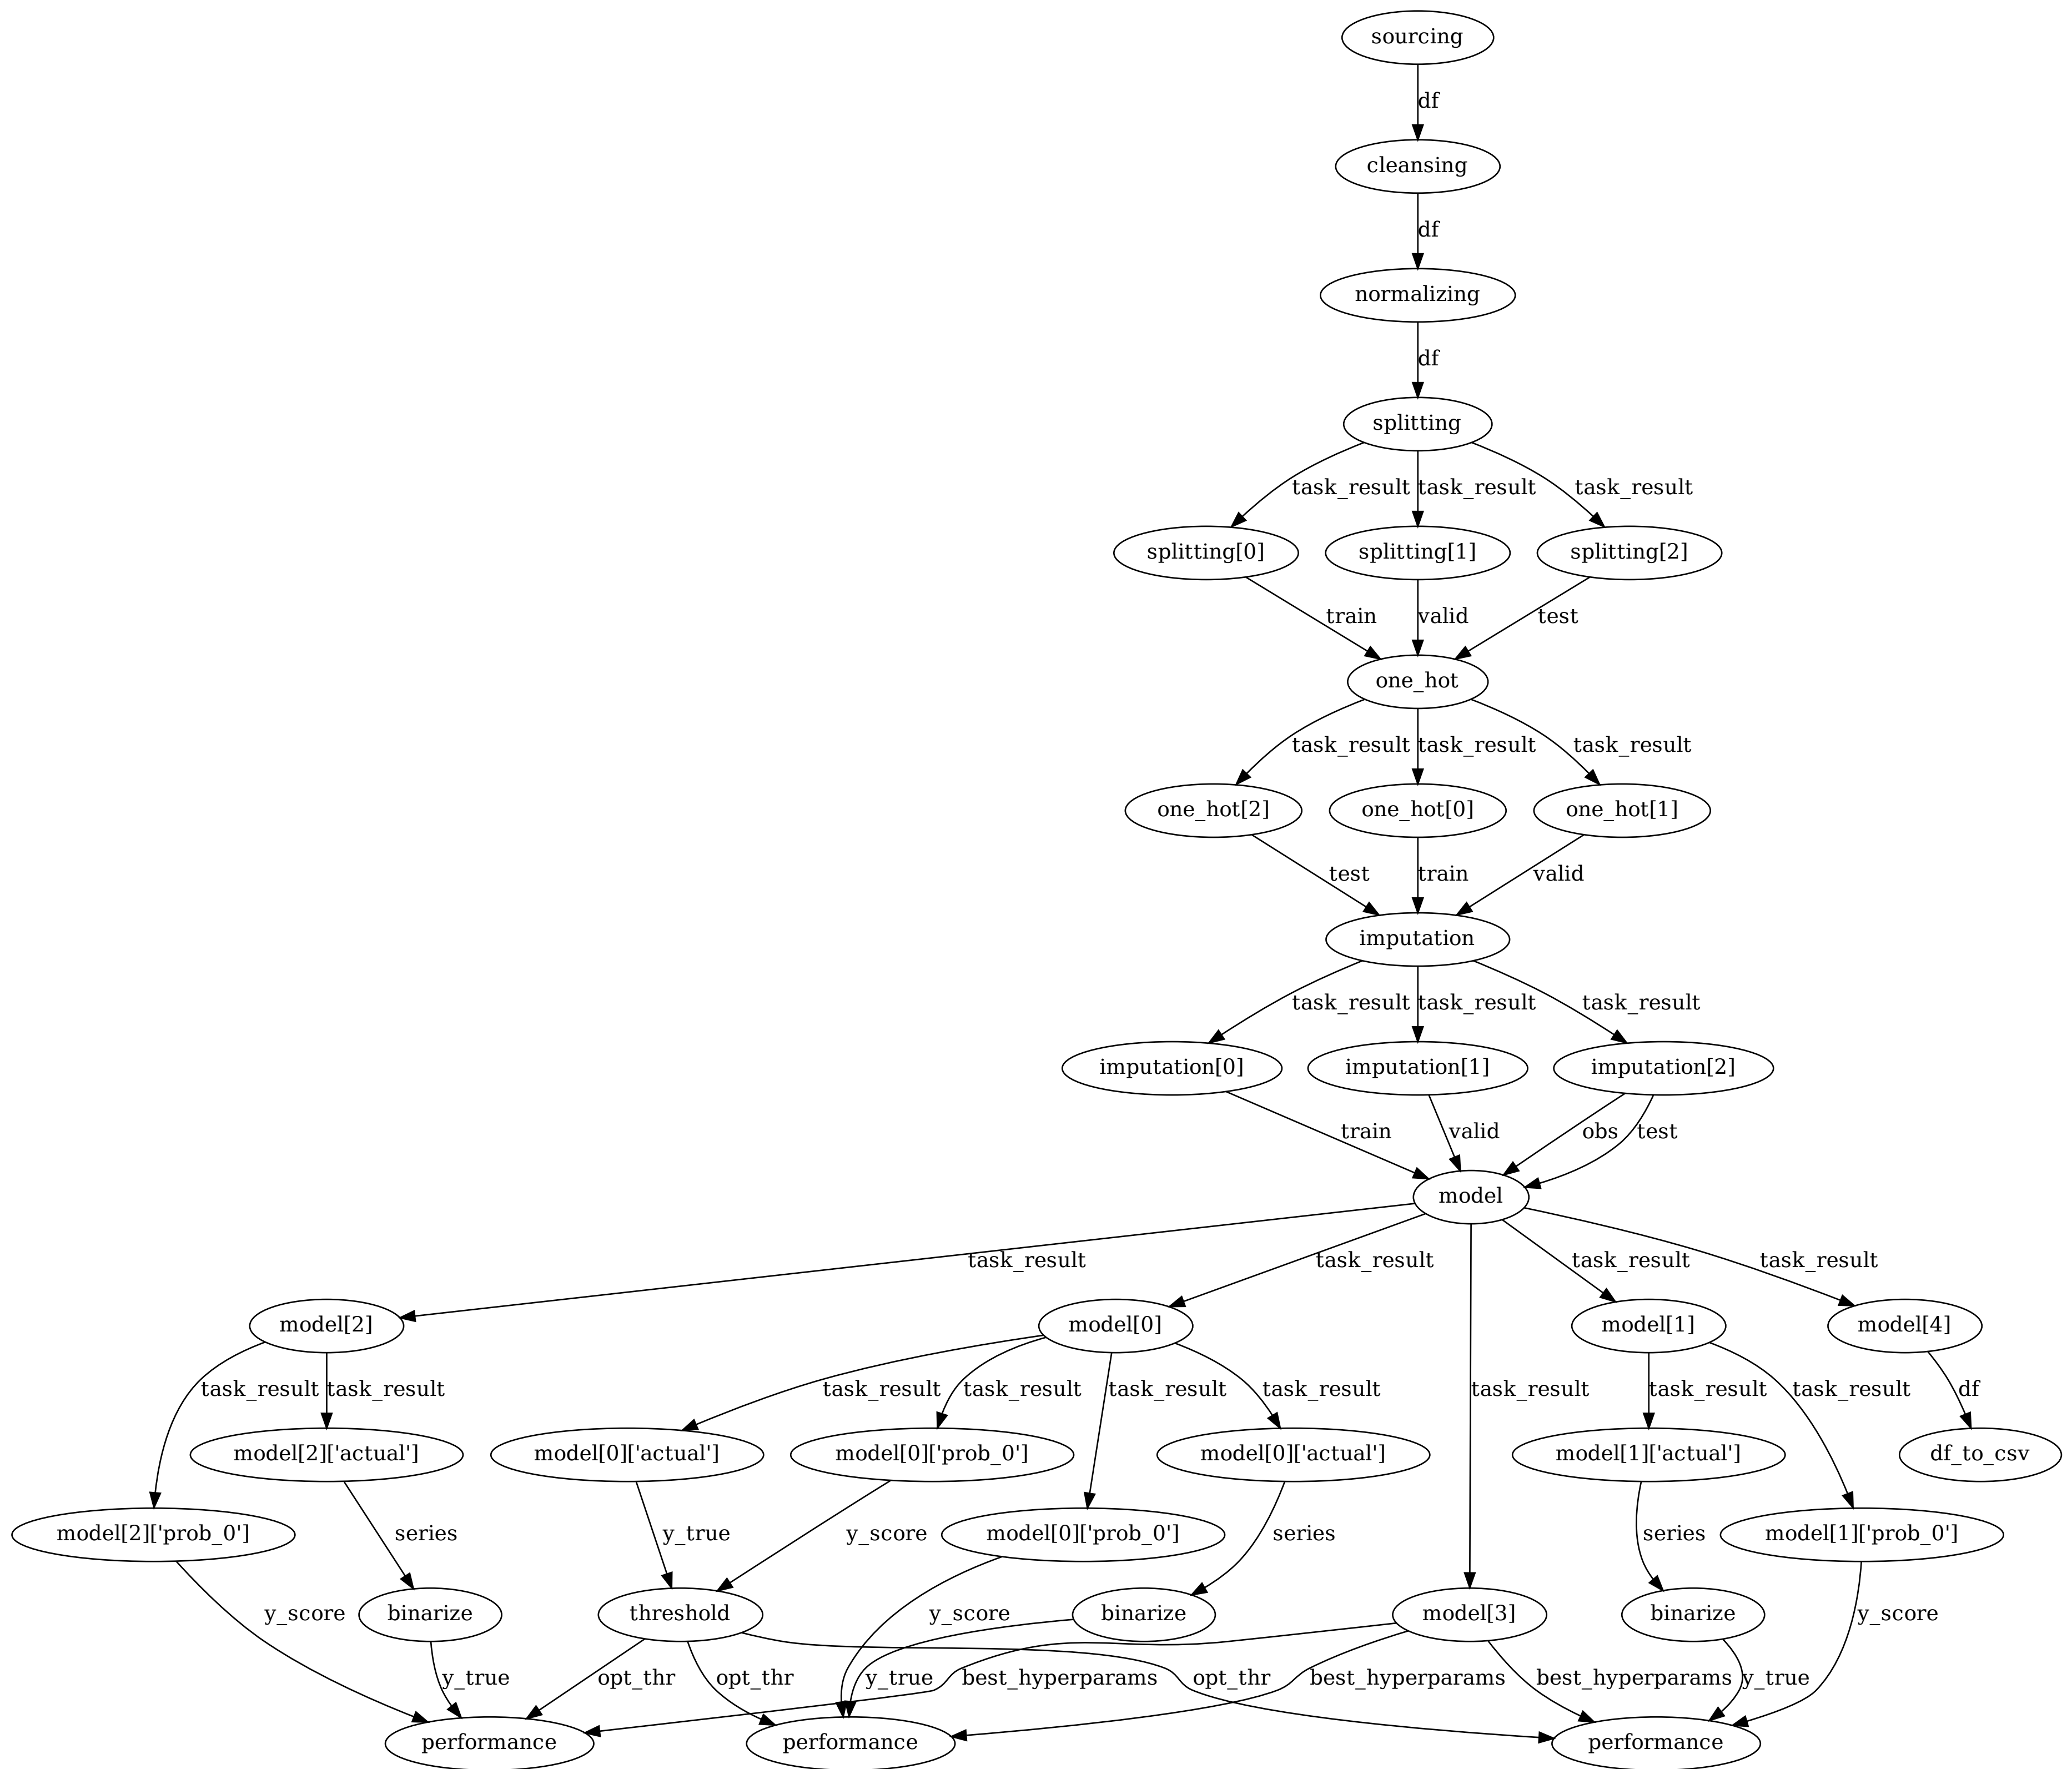 sourcing
df
cleansing
df
normalizing
df
splitting
task_result
task_result
task_result
splitting[0]
splitting[1]
splitting[2]
train
valid
test
one_hot
task_result
task_result
task_result
one_hot[2]
one_hot[0]
one_hot[1]
test
train
valid
imputation
task_result
task_result
task_result
imputation[0]
imputation[1]
imputation[2]
train
valid
obs
test
model
task_result
task_result
task_result
task_result
model[2]
model[0]
model[1]
model[4]
task_result
task_result
task_result
task_result
task_result
task_result
task_result
task_result
task_result
df
model[2]['actual']
model[0]['actual']
model[0]['prob_0']
model[0]['actual']
model[1]['actual']
df_to_csv
model[2]['prob_0']
series
y_true
y_score
model[0]['prob_0']
series
series
model[1]['prob_0']
y_score
binarize
threshold
y_score
binarize
model[3]
binarize
y_score
y_true
opt_thr
opt_thr
y_true
best_hyperparams
opt_thr
best_hyperparams
best_hyperparams
y_true
performance
performance
performance